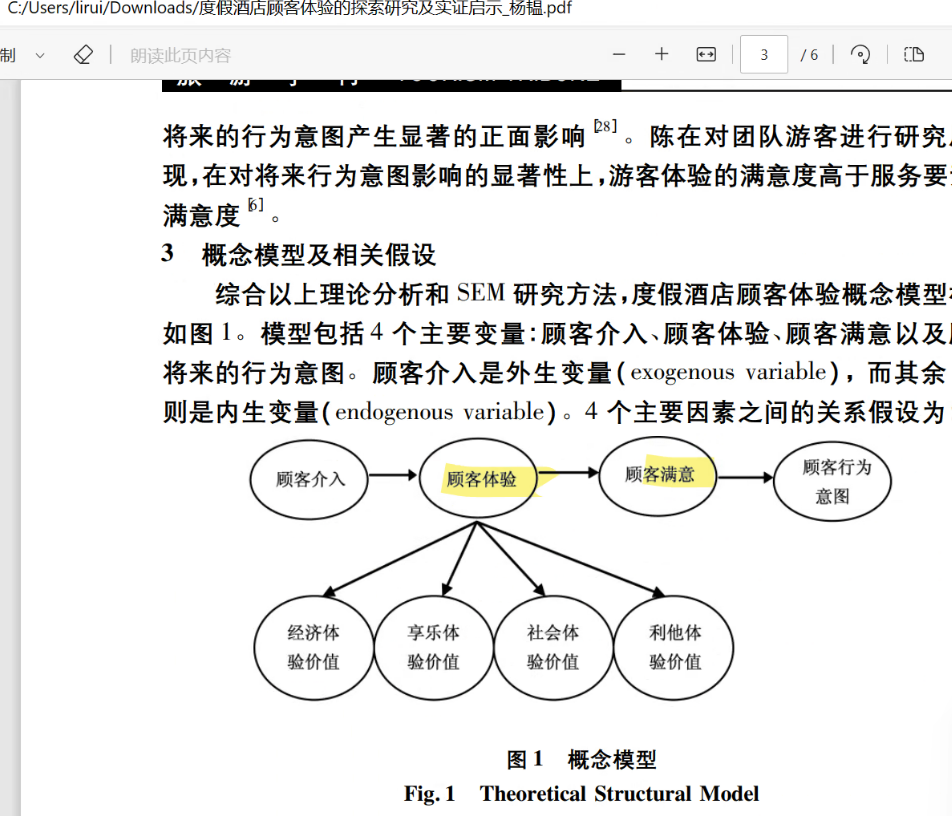 C:/Users/lirui/Downloads/度假酒店顾客体验的探索研究及实证启示_杨韫.pdf
制
朗读此页内容
3
/6
将来的行为意图产生显著的正面影响[28]。陈在对团队游客进行研究
现,在对将来行为意图影响的显著性上,游客体验的满意度高于服务要
满意度[6]。
3 概念模型及相关假设
综合以上理论分析和 SEM 研究方法,度假酒店顾客体验概念模型
如图 1。模型包括 4 个主要变量:顾客介入、顾客体验、顾客满意以及
将来的行为意图。顾客介入是外生变量(exogenous variable),而其余
则是内生变量(endogenous variable)。4 个主要因素之间的关系假设为
顾客介入
顾客体验
顾客满意
顾客行为
意图
经济体
验价值
享乐体
验价值
社会体
验价值
利他体
验价值
图 1 概念模型
Fig. 1 Theoretical Structural Model